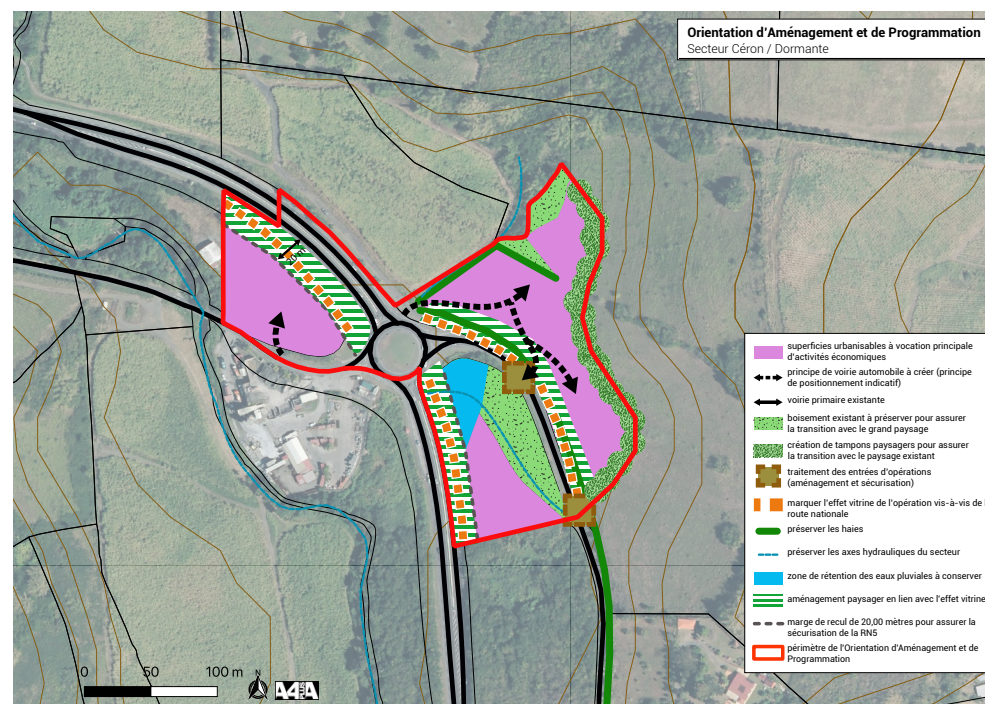 Orientation d'Aménagement et de Programmation
Secteur Céron / Dormante
superficies urbanisables à vocation principale
d'activités économiques
principe de voirie automobile à créer (principe
de positionnement indicatif)
voirie primaire existante
boisement existant à préserver pour assurer
la transition avec le grand paysage
création de tampons paysagers pour assurer
la transition avec le paysage existant
traitement des entrées d'opérations
(aménagement et sécurisation)
marquer l'effet vitrine de l'opération vis-à-vis de
route nationale
préserver les haies
préserver les axes hydrauliques du secteur
zone de rétention des eaux pluviales à conserver
aménagement paysager en lien avec l'effet vitrine
marge de recul de 20,00 mètres pour assurer la
sécurisation de la RN5
périmètre de l'Orientation d'Aménagement et de
Programmation
0 50 100 m
N